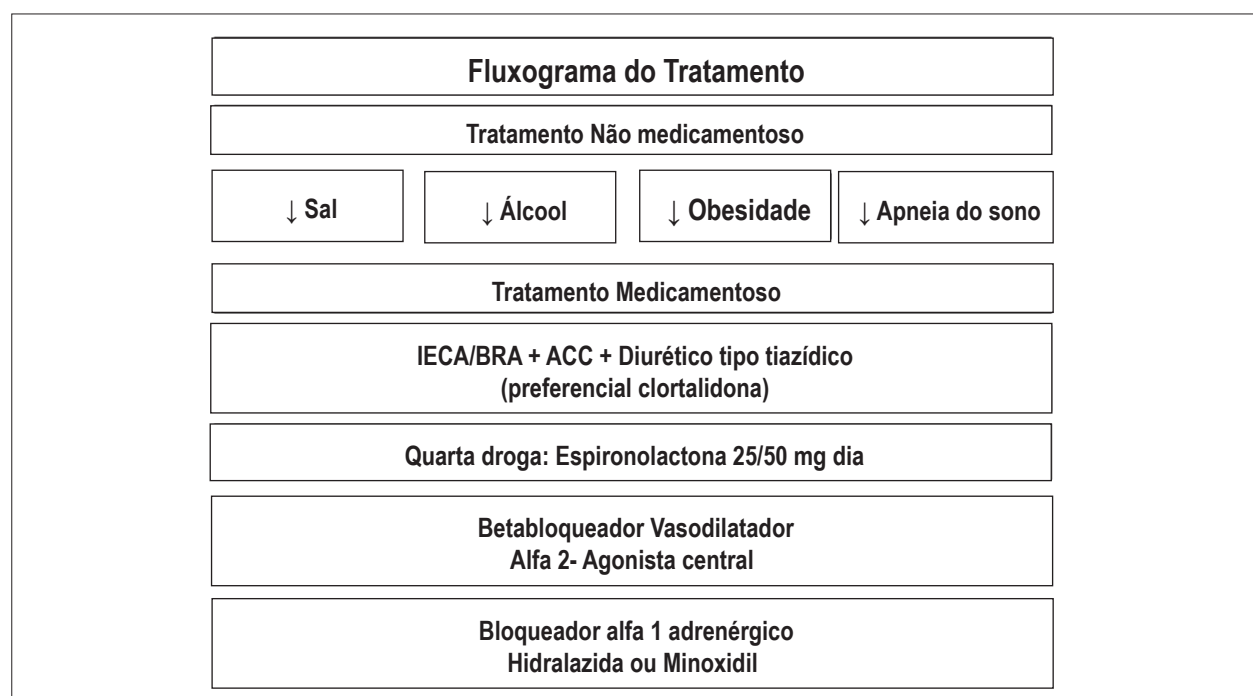 Fluxograma do Tratamento
Tratamento Não medicamentoso
↓ Sal
↓ Álcool
↓ Obesidade
↓ Apneia do sono
Tratamento Medicamentoso
IECA/BRA + ACC + Diurético tipo tiazídico
(preferencial clortalidona)
Quarta droga: Espironolactona 25/50 mg dia
Betabloqueador Vasodilatador
Alfa 2- Agonista central
Bloqueador alfa 1 adrenérgico
Hidralazida ou Minoxidil